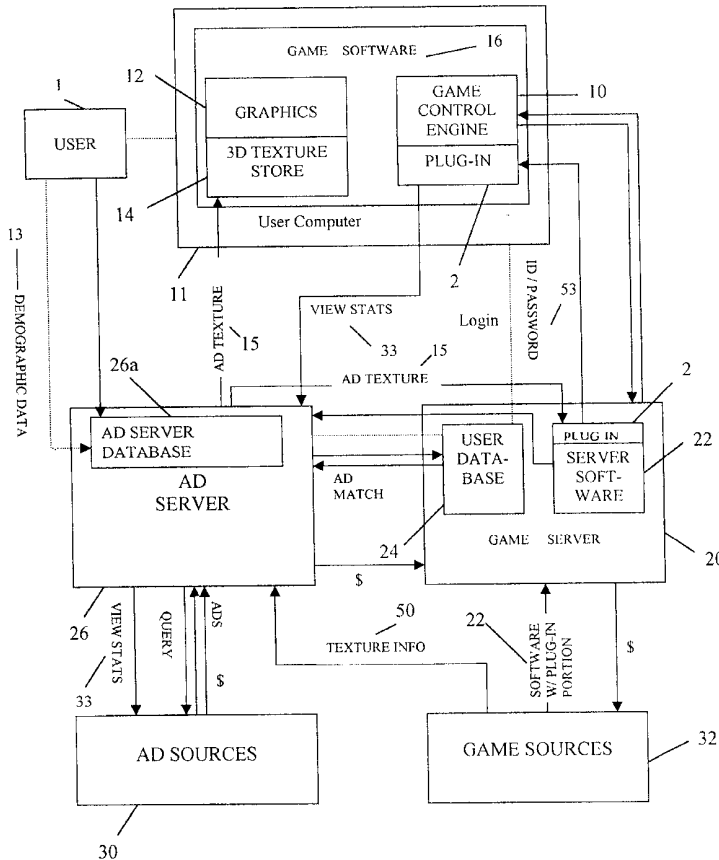 GAME SOFTWARE
16
12
1
GRAPHICS
GAME
CONTROL
ENGINE
10
USER
3D TEXTURE
STORE
PLUG-IN
14
User Computer
13
DEMOGRAPHIC DATA
11
2
AD TEXTURE
15
VIEW STATS
33
Login
ID / PASSWORD
53
15
AD TEXTURE
26a
2
AD SERVER
DATABASE
USER
DATA-
BASE
PLUG IN
SERVER
SOFT-
WARE
22
AD
SERVER
AD
MATCH
24
GAME SERVER
20
$
26
VIEW STATS
33
QUERY
ADS
$
50
TEXTURE INFO
22
SOFTWARE
W/ PLUG-IN
PORTION
$
AD SOURCES
GAME SOURCES
32
30